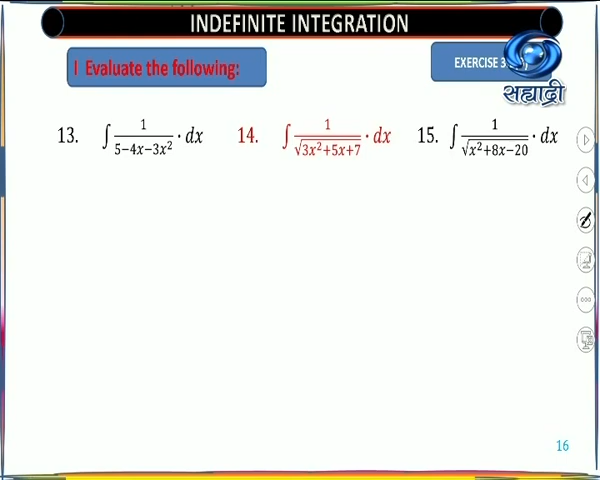 INDEFINITE INTEGRATION
I Evaluate the following:
EXERCISE 3
सह्याद्री
13. ∫ 1/(5−4x−3x²) · dx 14. ∫ 1/√(3x²+5x+7) · dx 15. ∫ 1/√(x²+8x−20) · dx
16